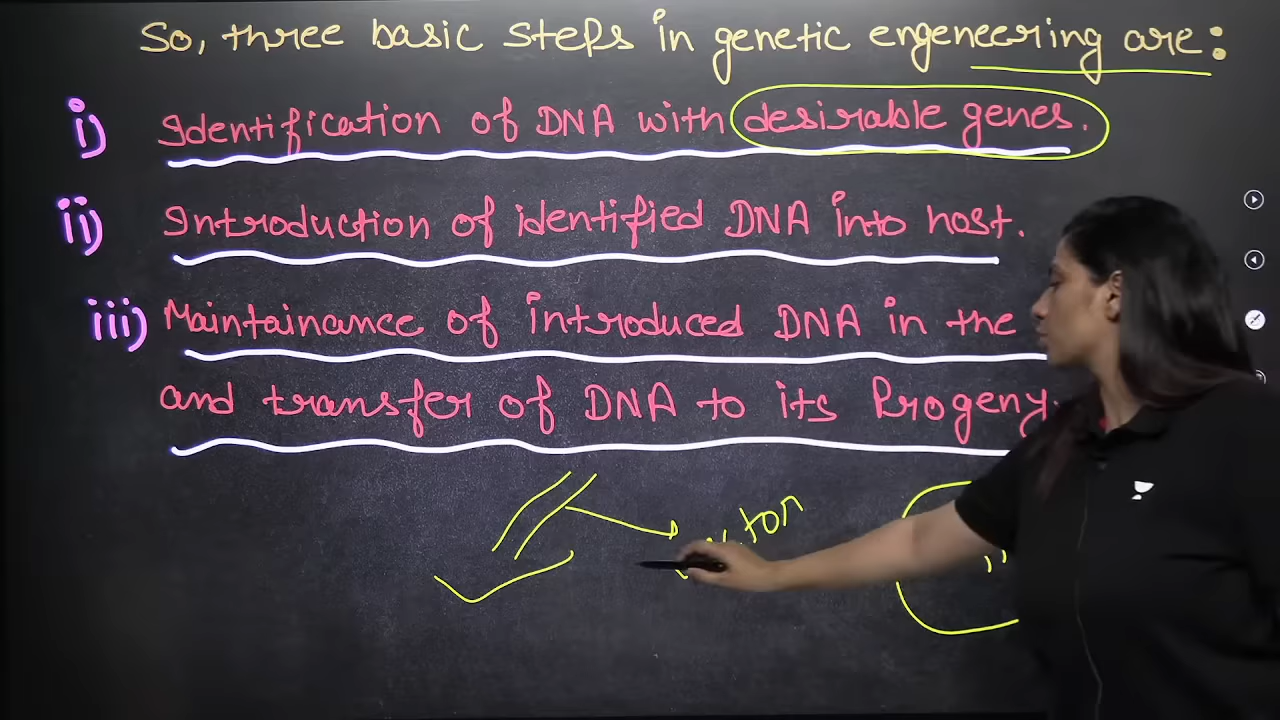 So, three basic steps in genetic engeneering are:
i) Identification of DNA with desirable genes.
ii) Introduction of identified DNA into host.
iii) Maintainance of introduced DNA in the
and transfer of DNA to its Progeny.